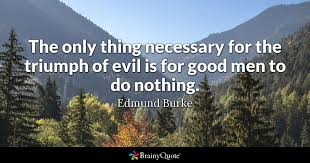 The only thing necessary for the
triumph of evil is for good men to
do nothing.
Edmund Burke
BrainyQuote®